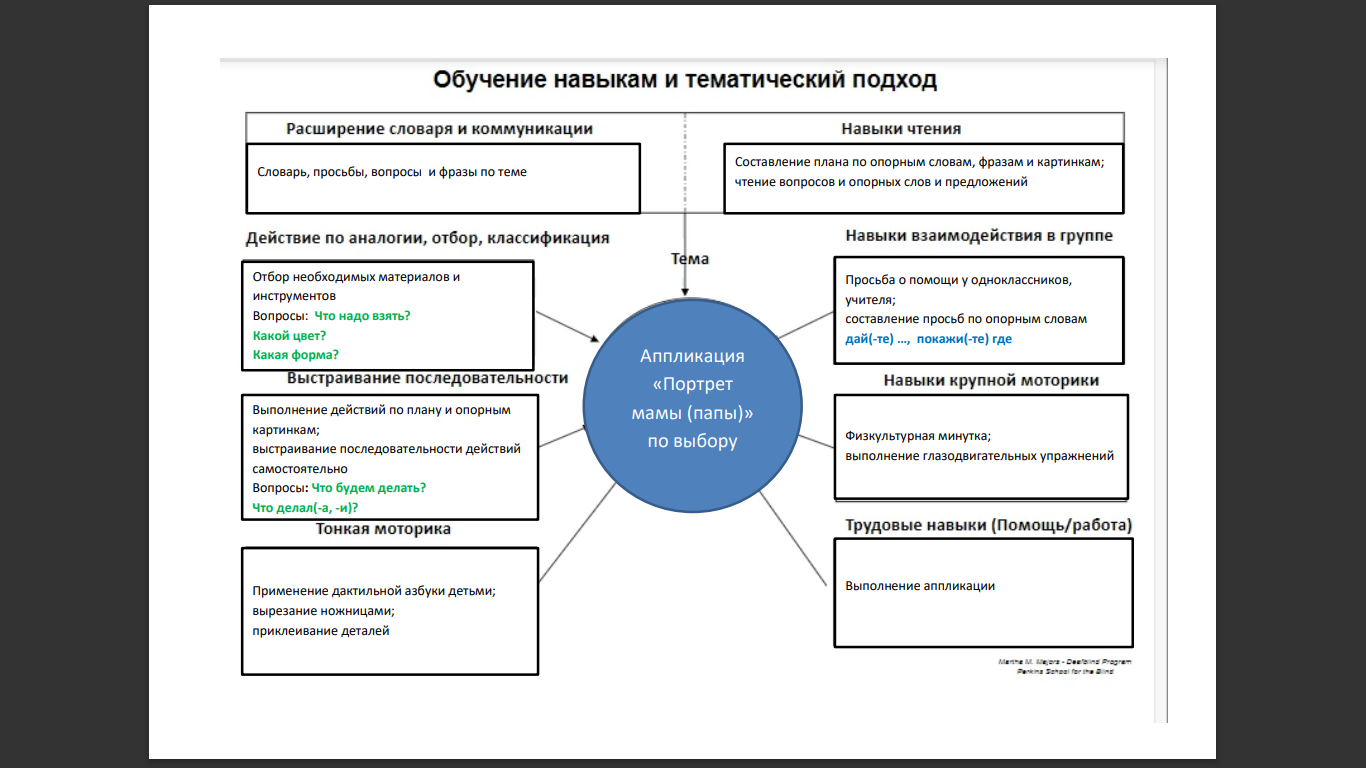 Обучение навыкам и тематический подход
Расширение словаря и коммуникации
Словарь, просьбы, вопросы и фразы по теме
Навыки чтения
Составление плана по опорным словам, фразам и картинкам;
чтение вопросов и опорных слов и предложений
Действие по аналогии, отбор, классификация
Отбор необходимых материалов и
инструментов
Вопросы: Что надо взять?
Какой цвет?
Какая форма?
Тема
Навыки взаимодействия в группе
Просьба о помощи у одноклассников,
учителя;
составление просьб по опорным словам
дай(-те) …, покажи(-те) где
Аппликация
«Портрет
мамы (папы)»
по выбору
Выстраивание последовательности
Выполнение действий по плану и опорным
картинкам;
выстраивание последовательности действий
самостоятельно
Вопросы: Что будем делать?
Что делал(-а, -и)?
Навыки крупной моторики
Физкультурная минутка;
выполнение глазодвигательных упражнений
Тонкая моторика
Применение дактильной азбуки детьми;
вырезание ножницами;
приклеивание деталей
Трудовые навыки (Помощь/работа)
Выполнение аппликации
Martha M. Majors - Deafblind Program
Perkins School for the Blind